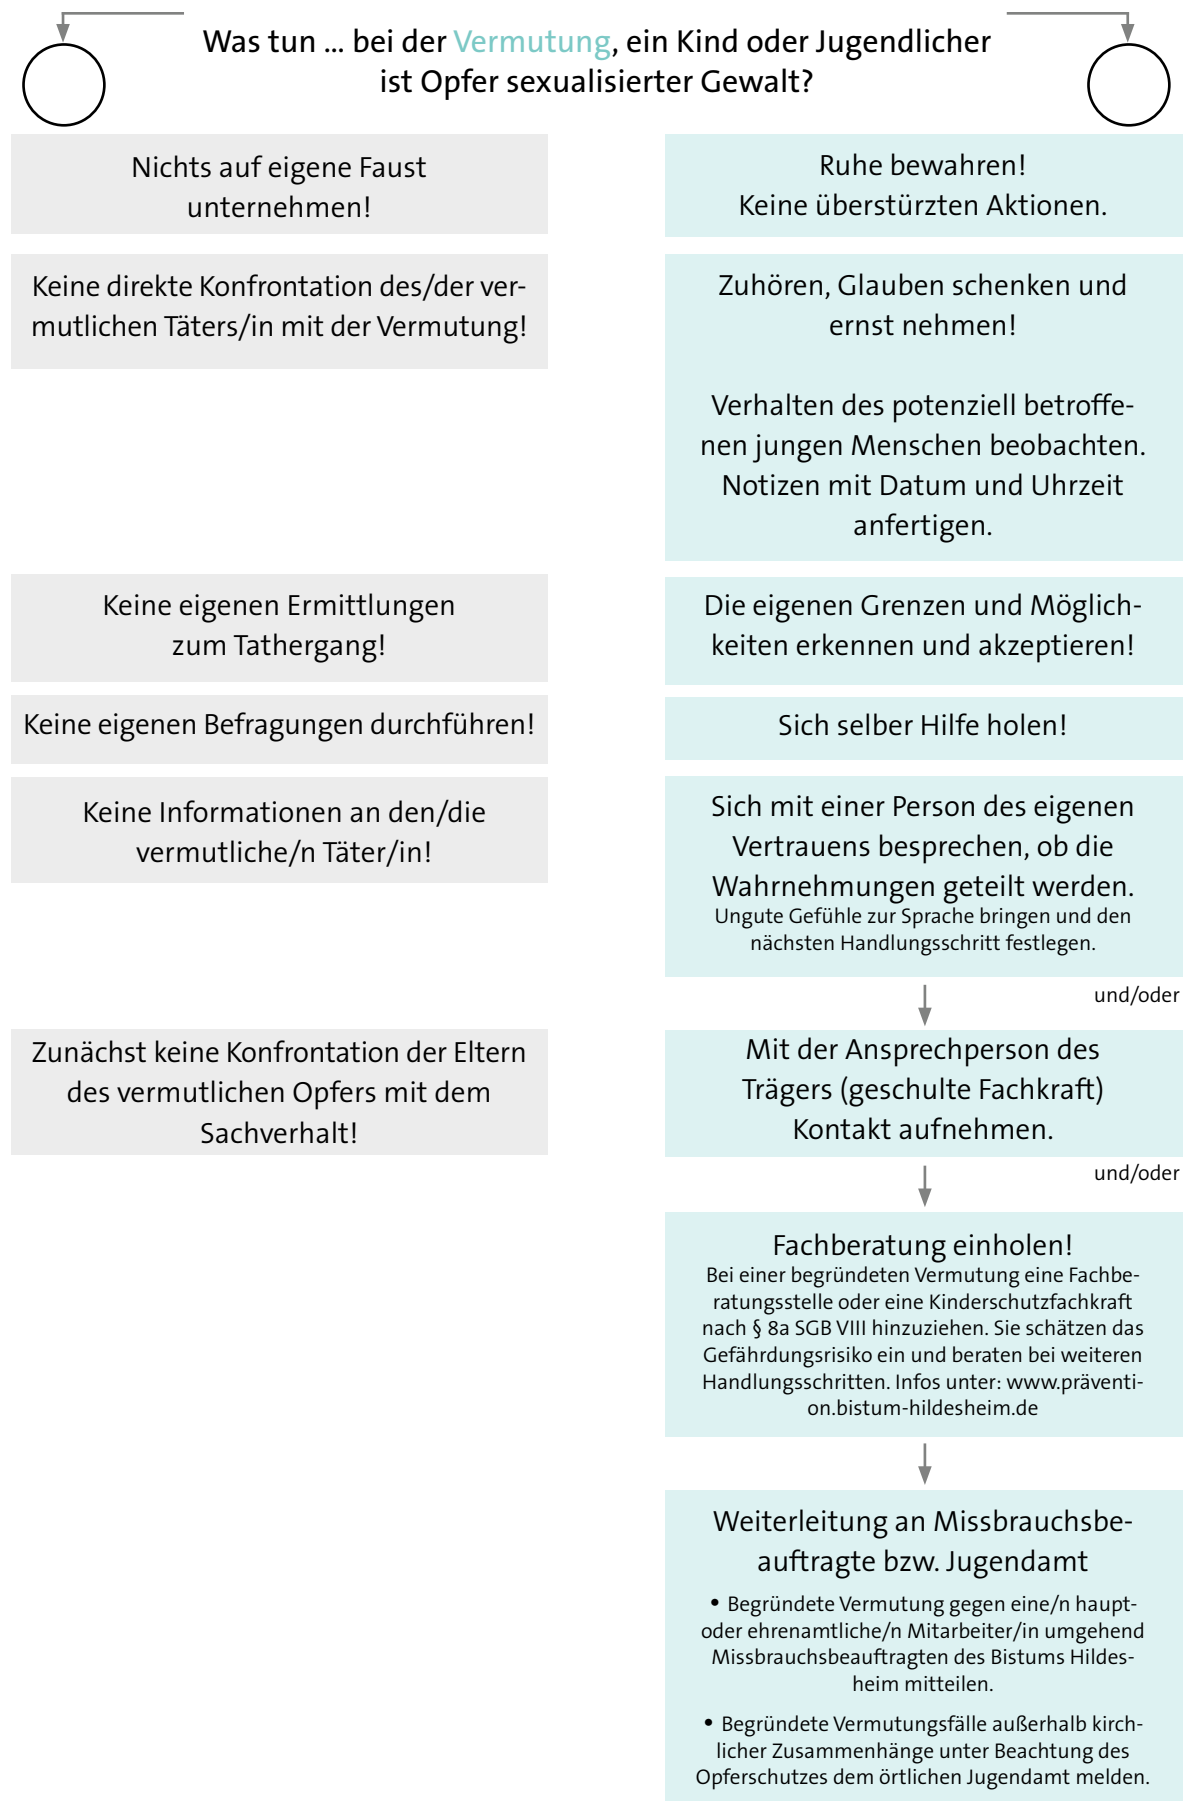 Was tun ... bei der Vermutung, ein Kind oder Jugendlicher
ist Opfer sexualisierter Gewalt?
Nichts auf eigene Faust
unternehmen!
Keine direkte Konfrontation des/der ver-
mutlichen Täters/in mit der Vermutung!
Keine eigenen Ermittlungen
zum Tathergang!
Keine eigenen Befragungen durchführen!
Keine Informationen an den/die
vermutliche/n Täter/in!
Zunächst keine Konfrontation der Eltern
des vermutlichen Opfers mit dem
Sachverhalt!
Ruhe bewahren!
Keine überstürzten Aktionen.
Zuhören, Glauben schenken und
ernst nehmen!
Verhalten des potenziell betroffe-
nen jungen Menschen beobachten.
Notizen mit Datum und Uhrzeit
anfertigen.
Die eigenen Grenzen und Möglich-
keiten erkennen und akzeptieren!
Sich selber Hilfe holen!
Sich mit einer Person des eigenen
Vertrauens besprechen, ob die
Wahrnehmungen geteilt werden.
Ungute Gefühle zur Sprache bringen und den
nächsten Handlungsschritt festlegen.
und/oder
Mit der Ansprechperson des
Trägers (geschulte Fachkraft)
Kontakt aufnehmen.
und/oder
Fachberatung einholen!
Bei einer begründeten Vermutung eine Fachbe-
ratungsstelle oder eine Kinderschutzfachkraft
nach § 8a SGB VIII hinzuziehen. Sie schätzen das
Gefährdungsrisiko ein und beraten bei weiteren
Handlungsschritten. Infos unter: www.präventi-
on.bistum-hildesheim.de
Weiterleitung an Missbrauchsbe-
auftragte bzw. Jugendamt
• Begründete Vermutung gegen eine/n haupt-
oder ehrenamtliche/n Mitarbeiter/in umgehend
Missbrauchsbeauftragten des Bistums Hildes-
heim mitteilen.
• Begründete Vermutungsfälle außerhalb kirch-
licher Zusammenhänge unter Beachtung des
Opferschutzes dem örtlichen Jugendamt melden.